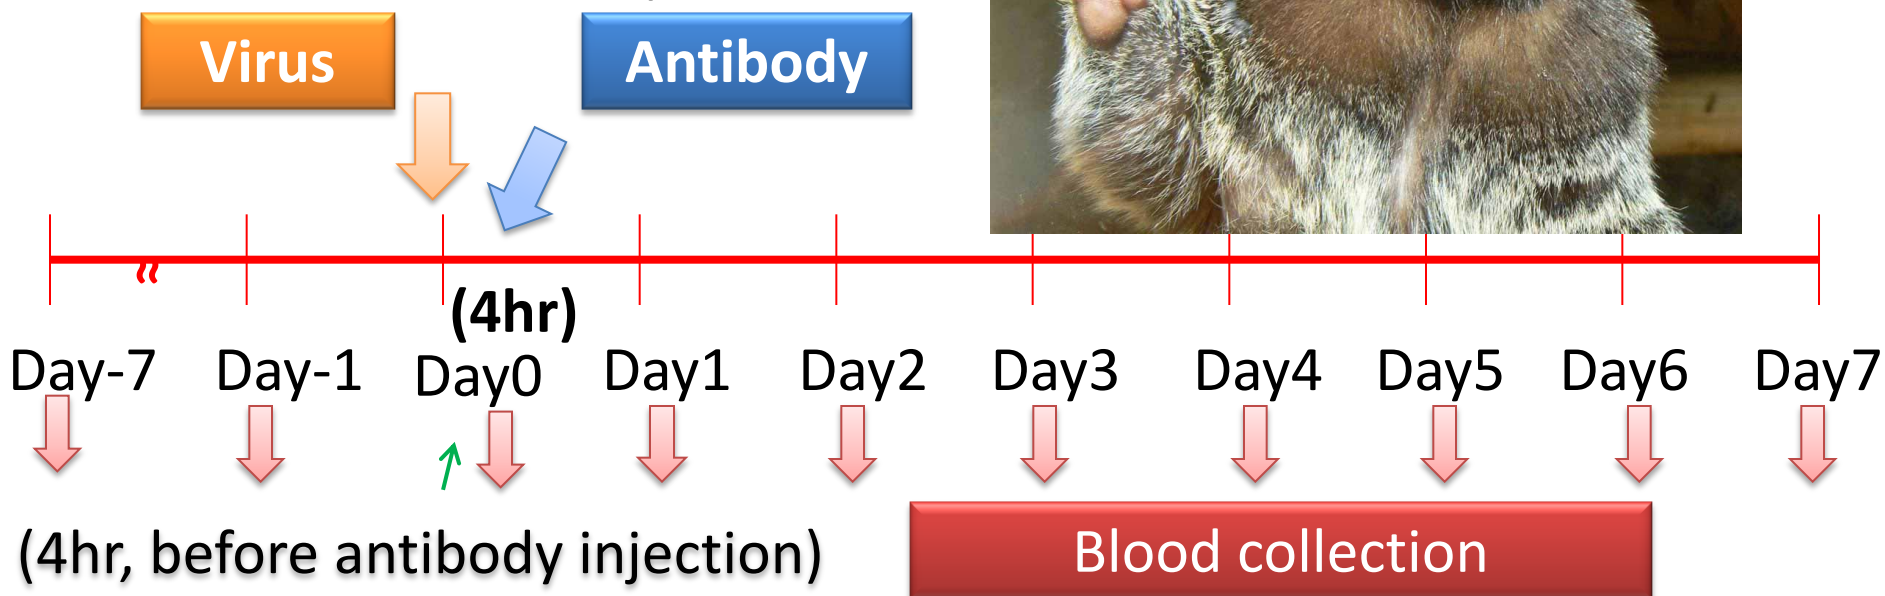 Virus
Antibody
(4hr)
Day-7 Day-1 Day0 Day1 Day2 Day3 Day4 Day5 Day6 Day7
(4hr, before antibody injection)
Blood collection